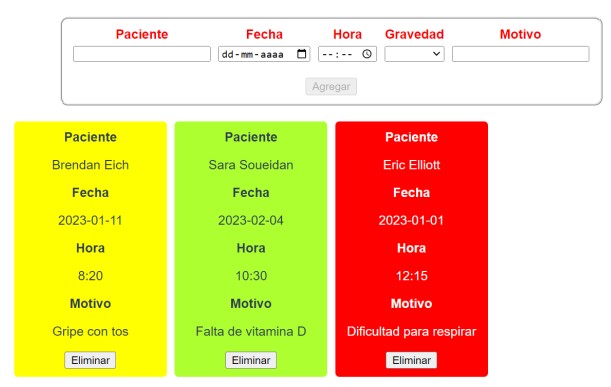 Paciente Fecha Hora Gravedad Motivo
dd-mm-aaaa --:--
Agregar
Paciente
Brendan Eich
Fecha
2023-01-11
Hora
8:20
Motivo
Gripe con tos
Eliminar
Paciente
Sara Soueidan
Fecha
2023-02-04
Hora
10:30
Motivo
Falta de vitamina D
Eliminar
Paciente
Eric Elliott
Fecha
2023-01-01
Hora
12:15
Motivo
Dificultad para respirar
Eliminar